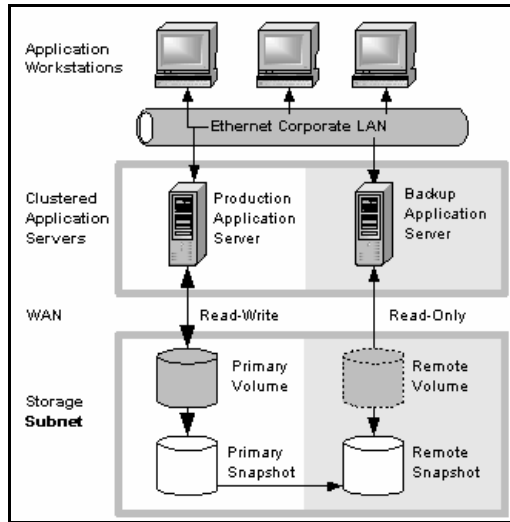 Application
Workstations
Ethernet Corporate LAN
Clustered
Application
Servers
Production
Application
Server
Backup
Application
Server
WAN
Read-Write
Read-Only
Storage
Subnet
Primary
Volume
Remote
Volume
Primary
Snapshot
Remote
Snapshot